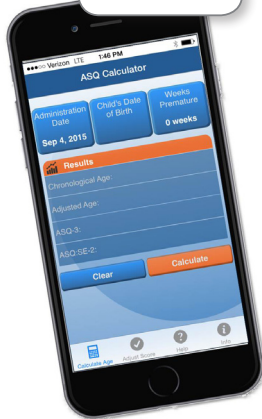 Verizon LTE 1:46 PM
ASQ Calculator
Administration
Date
Sep 4, 2015
Child's Date
of Birth
Weeks
Premature
0 weeks
Results
Chronological Age:
Adjusted Age:
ASQ-3:
ASQ:SE-2:
Clear
Calculate
Calculate Age
Adjust Score
Help
Info